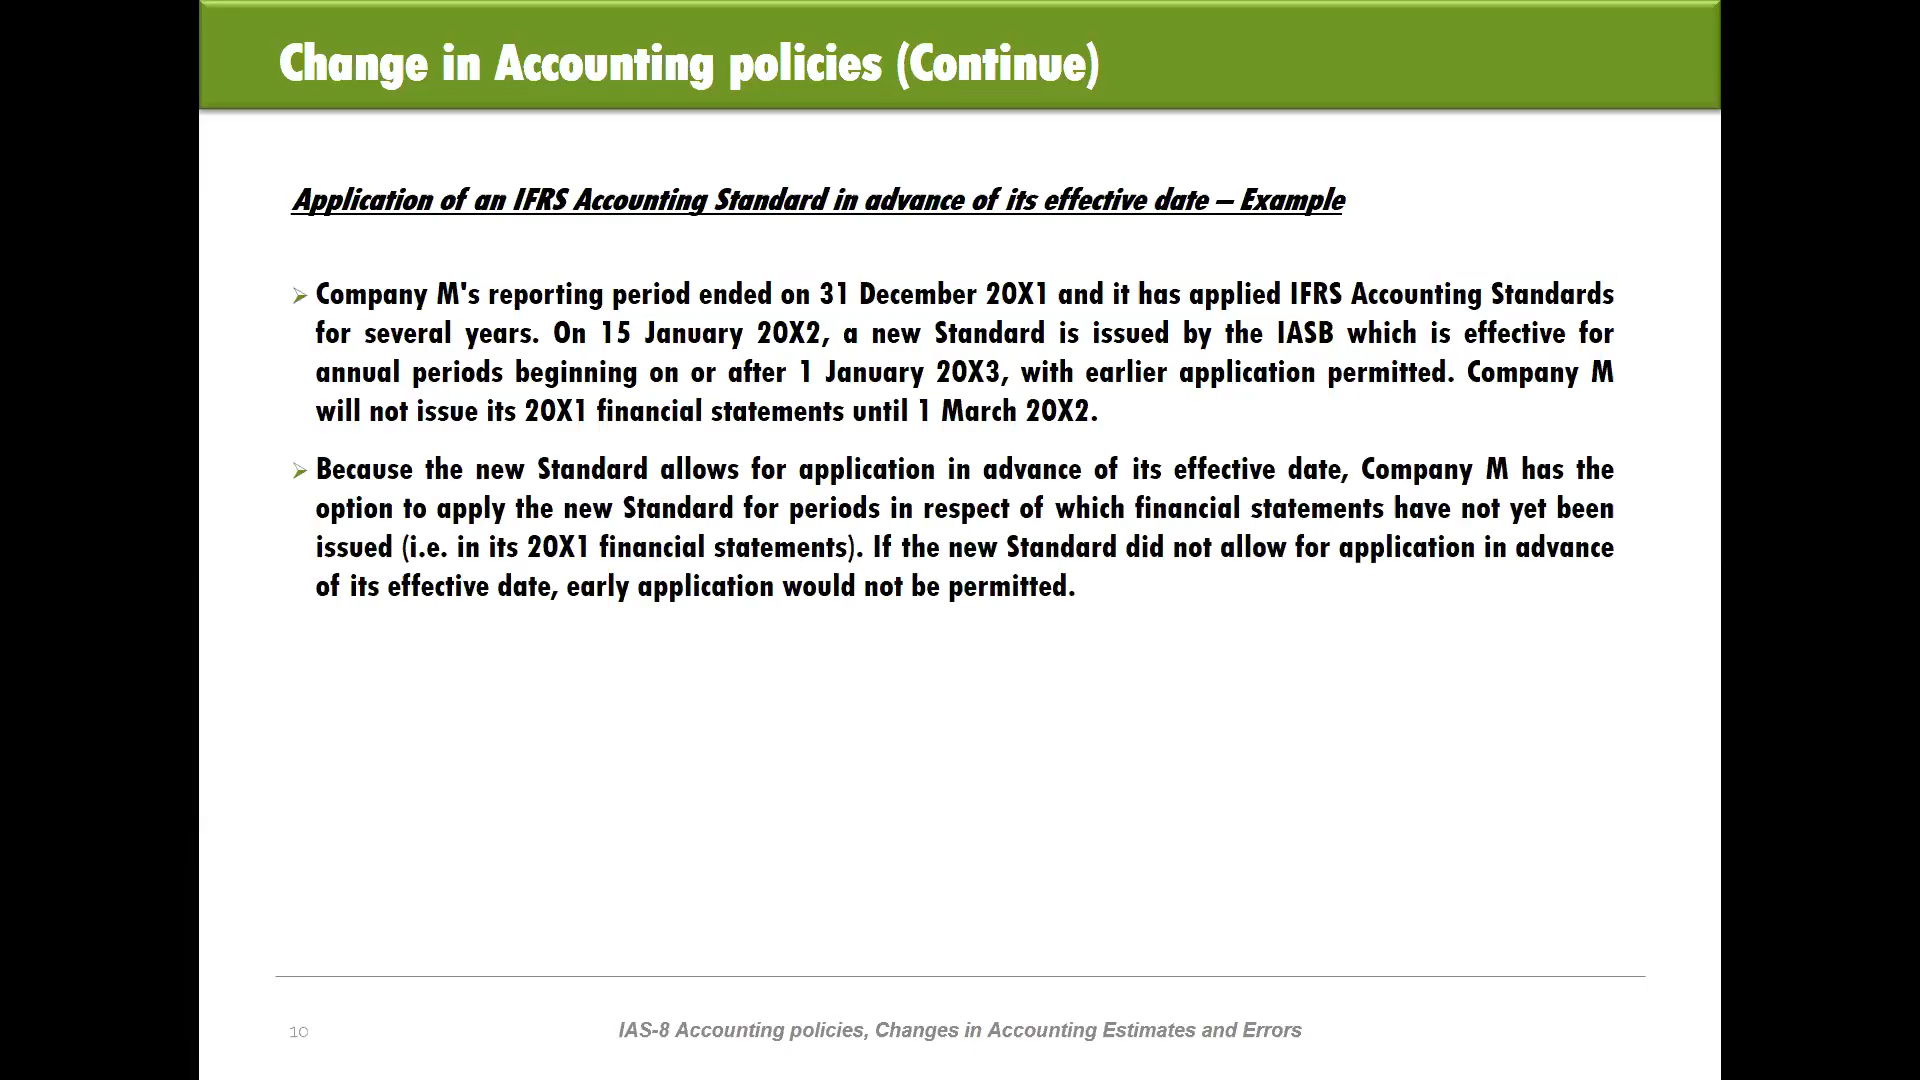 Change in Accounting policies (Continue)
Application of an IFRS Accounting Standard in advance of its effective date – Example
Company M's reporting period ended on 31 December 20X1 and it has applied IFRS Accounting Standards
for several years. On 15 January 20X2, a new Standard is issued by the IASB which is effective for
annual periods beginning on or after 1 January 20X3, with earlier application permitted. Company M
will not issue its 20X1 financial statements until 1 March 20X2.
Because the new Standard allows for application in advance of its effective date, Company M has the
option to apply the new Standard for periods in respect of which financial statements have not yet been
issued (i.e. in its 20X1 financial statements). If the new Standard did not allow for application in advance
of its effective date, early application would not be permitted.
10
IAS-8 Accounting policies, Changes in Accounting Estimates and Errors